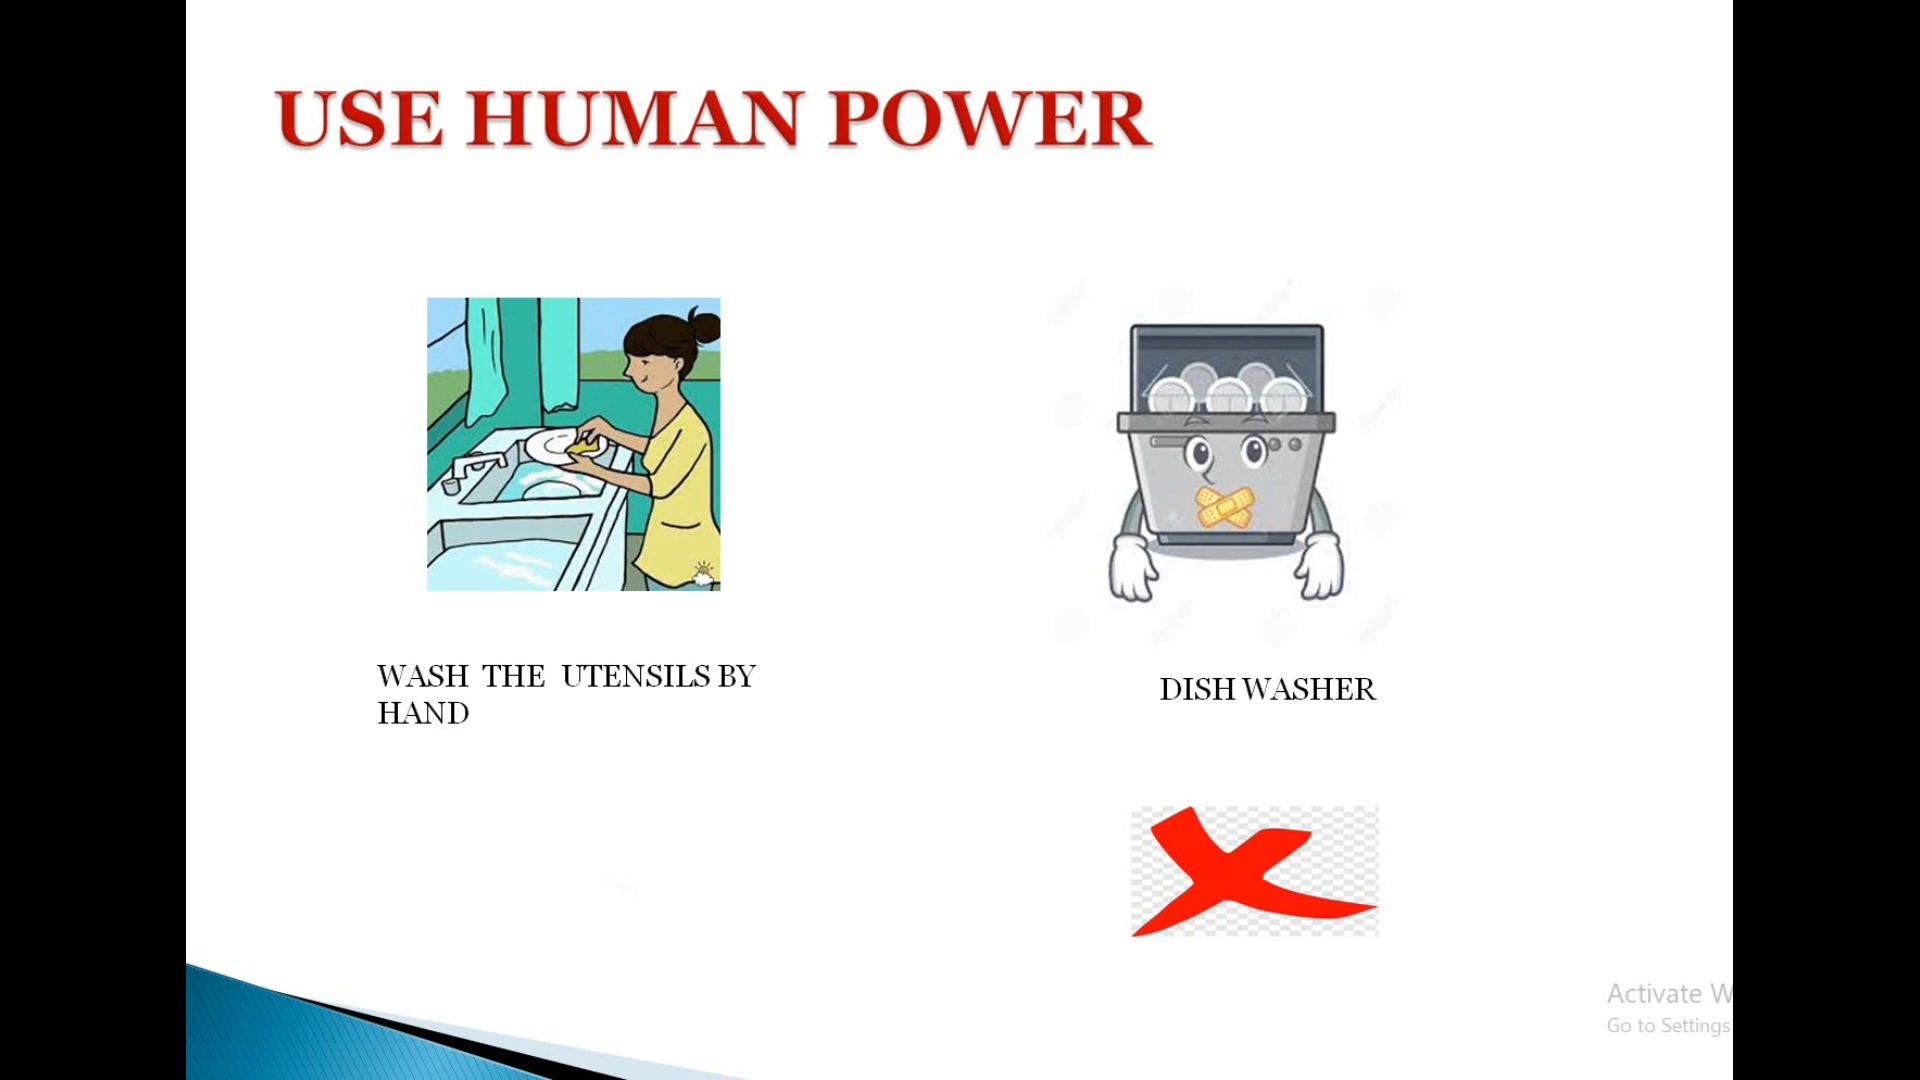 USE HUMAN POWER
WASH THE UTENSILS BY
HAND
DISH WASHER
Activate W
Go to Settings